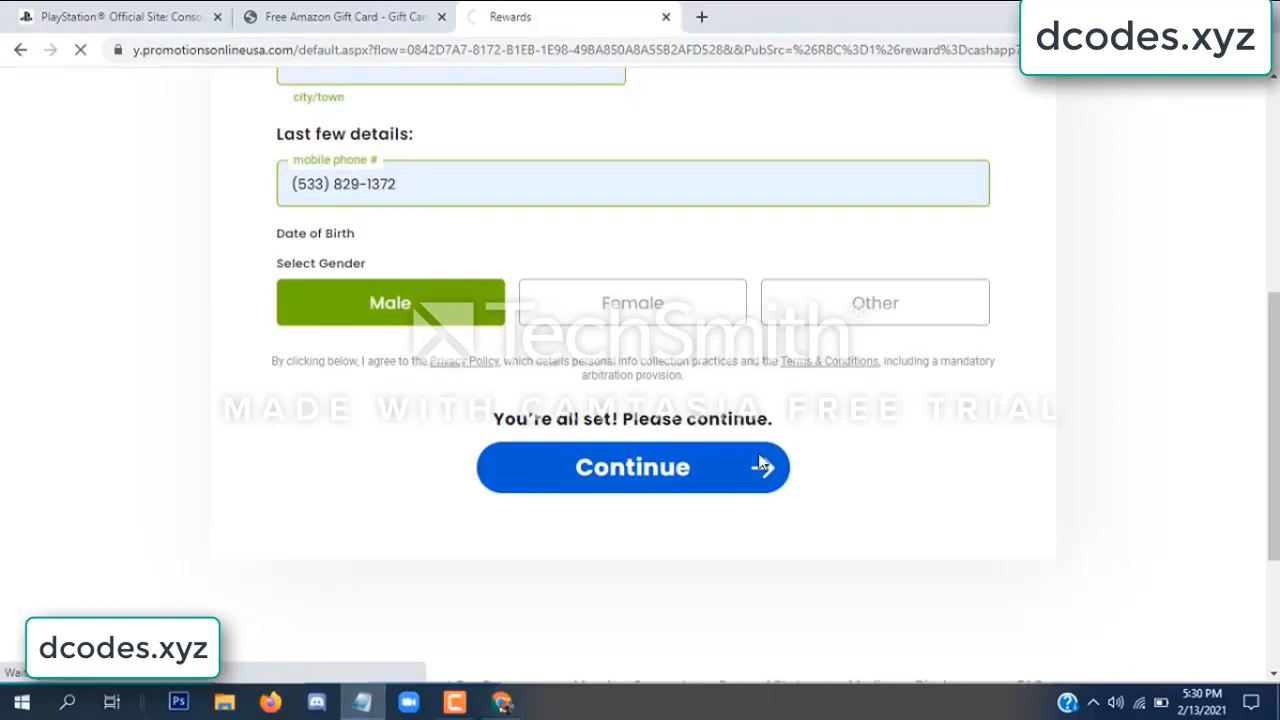 PlayStation® Official Site: Conso
Free Amazon Gift Card - Gift Car
Rewards
y.promotionsonlineusa.com/default.aspx?flow=0842D7A7-8172-B1EB-1E98-49BA850A8A55B2AFD528&&PubSrc=%26RBC%3D1%26reward%3Dcashapp
dcodes.xyz
city/town
Last few details:
mobile phone #
(533) 829-1372
Date of Birth
Select Gender
Male
Female
Other
TechSmith
By clicking below, I agree to the Privacy Policy, which details personal info collection practices and the Terms & Conditions, including a mandatory
arbitration provision.
MADE WITH CAMTASIA FREE TRIAL
You're all set! Please continue.
Continue
dcodes.xyz
Wai
Ps
5:30 PM
2/13/2021